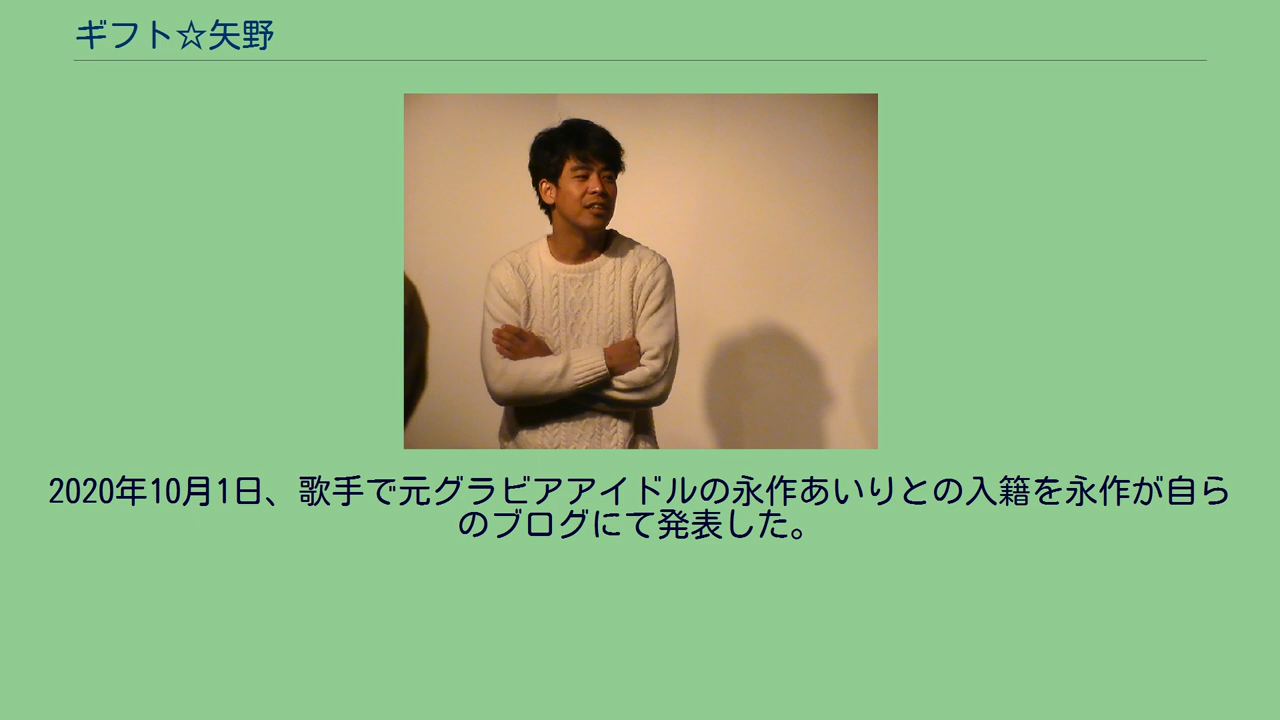 ギフト☆矢野
2020年10月1日、歌手で元グラビアアイドルの永作あいりとの入籍を永作が自ら
のブログにて発表した。